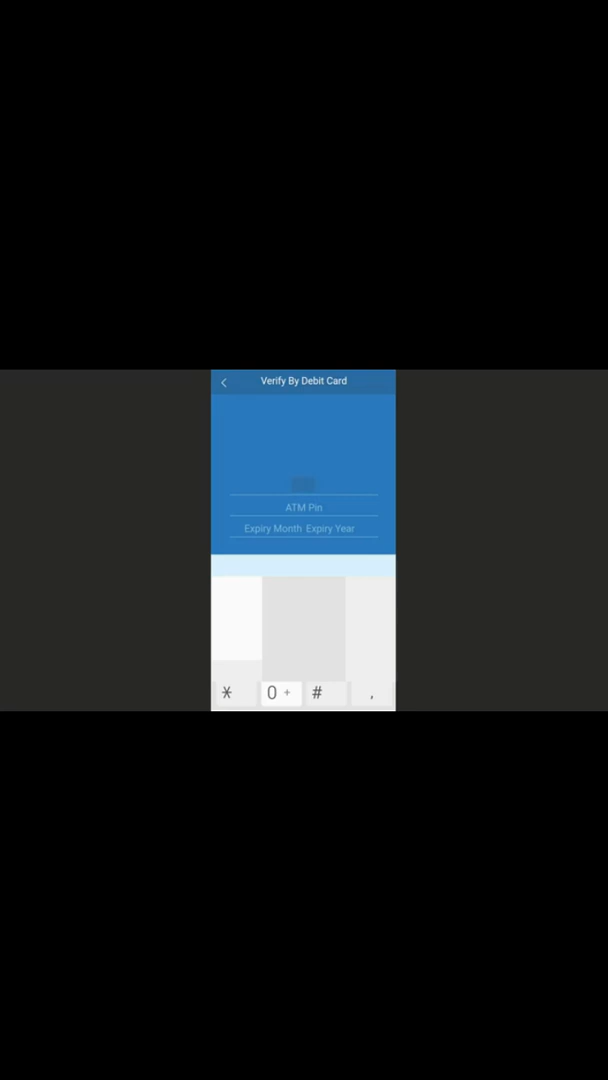 Verify By Debit Card
ATM Pin
Expiry Month Expiry Year
* 0 + # ,